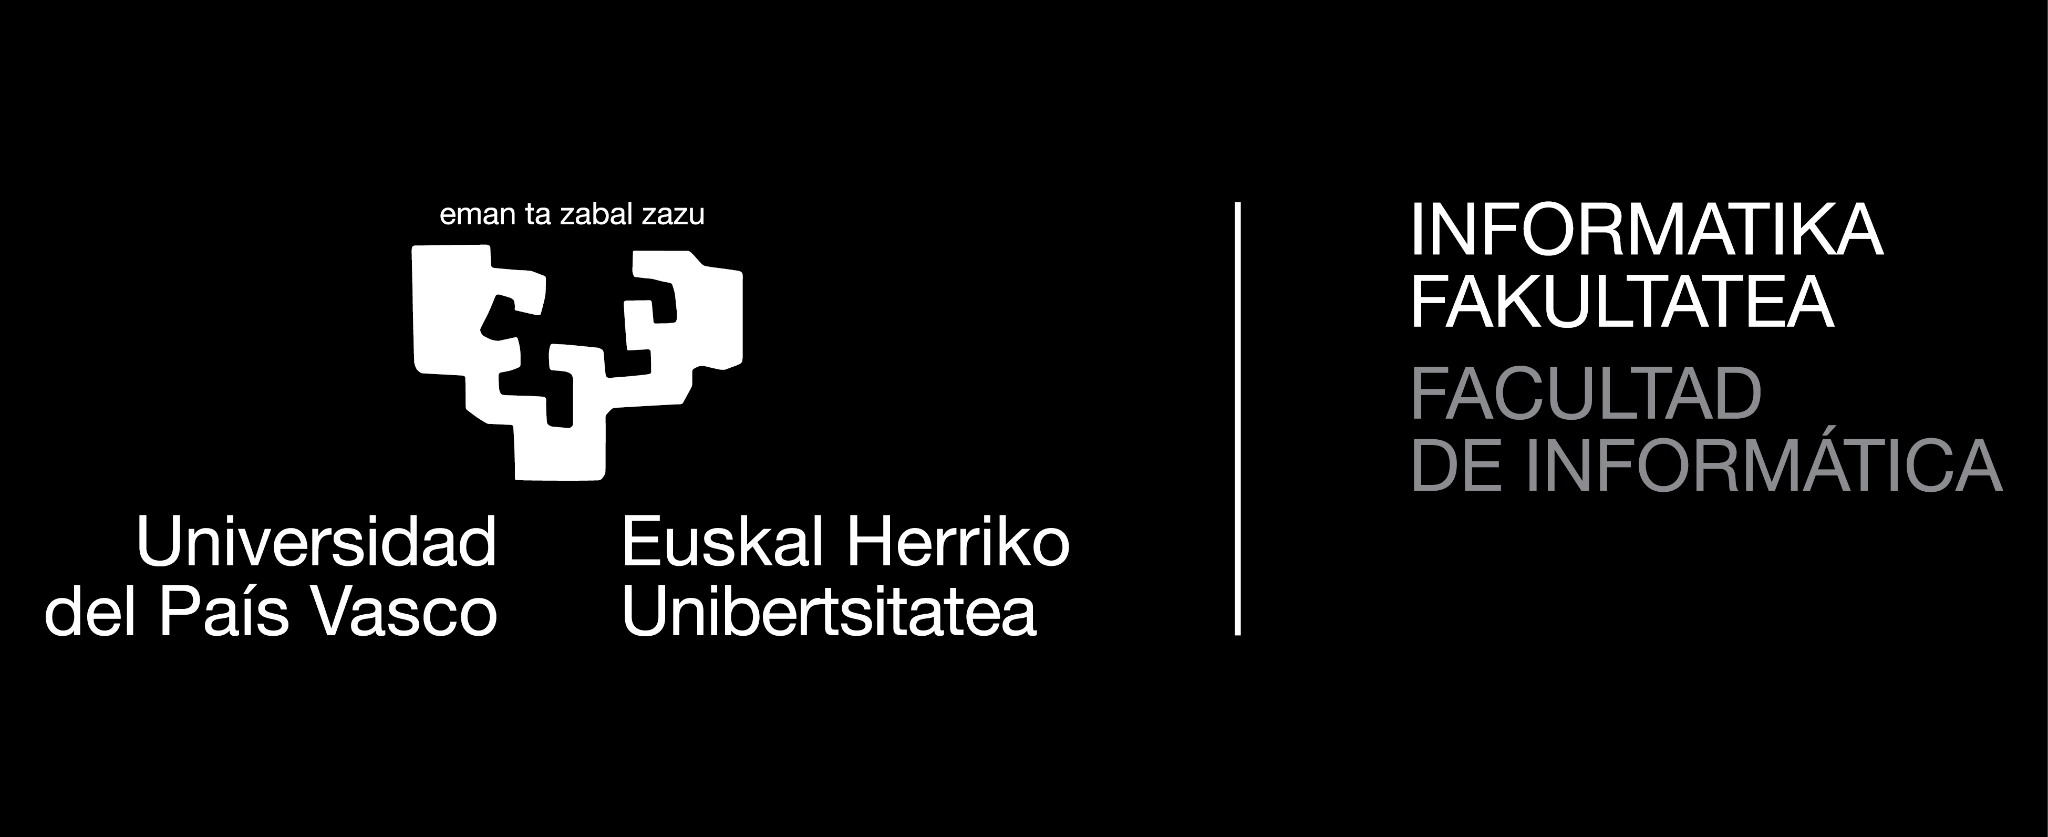 eman ta zabal zazu
Universidad
del País Vasco
Euskal Herriko
Unibertsitatea
INFORMATIKA
FAKULTATEA
FACULTAD
DE INFORMÁTICA